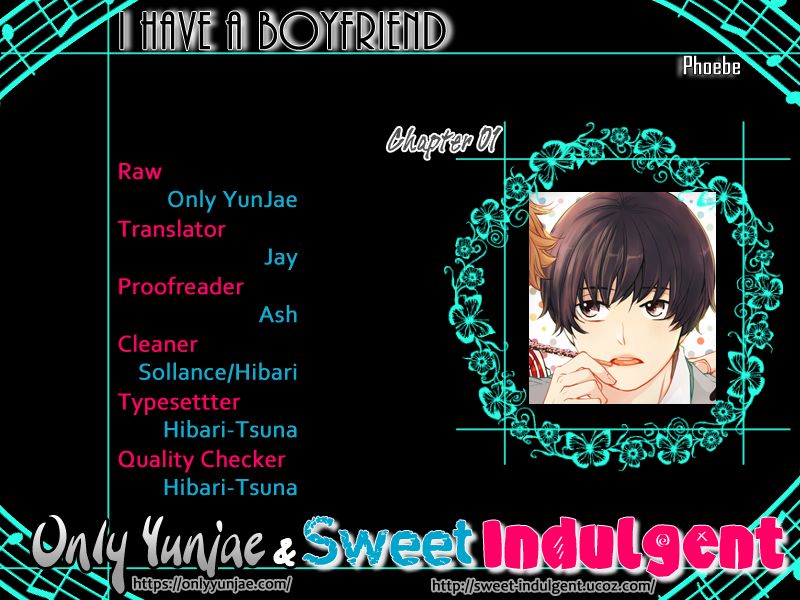 I HAVE A BOYFRIEND
Phoebe
Chapter 01
Raw
Only YunJae
Translator
Jay
Proofreader
Ash
Cleaner
Sollance/Hibari
Typesettter
Hibari-Tsuna
Quality Checker
Hibari-Tsuna
Only Yunjae & Sweet Indulgent
https://onlyyunjae.com/ http://sweet-indulgent.ucoz.com/